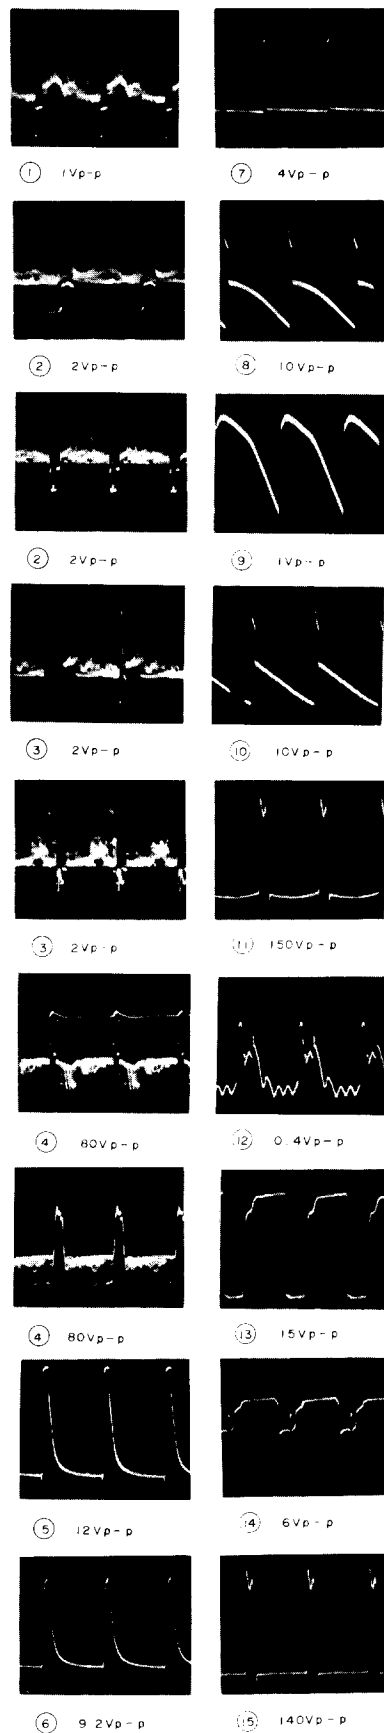 ① 1Vp-p
② 2Vp-p
② 2Vp-p
③ 2Vp-p
③ 2Vp-p
④ 80Vp-p
④ 80Vp-p
⑤ 12Vp-p
⑥ 9.2Vp-p
⑦ 4Vp-p
⑧ 10Vp-p
⑨ 1Vp-p
⑩ 10Vp-p
⑪ 150Vp-p
⑫ 0.4Vp-p
⑬ 15Vp-p
⑭ 6Vp-p
⑮ 140Vp-p